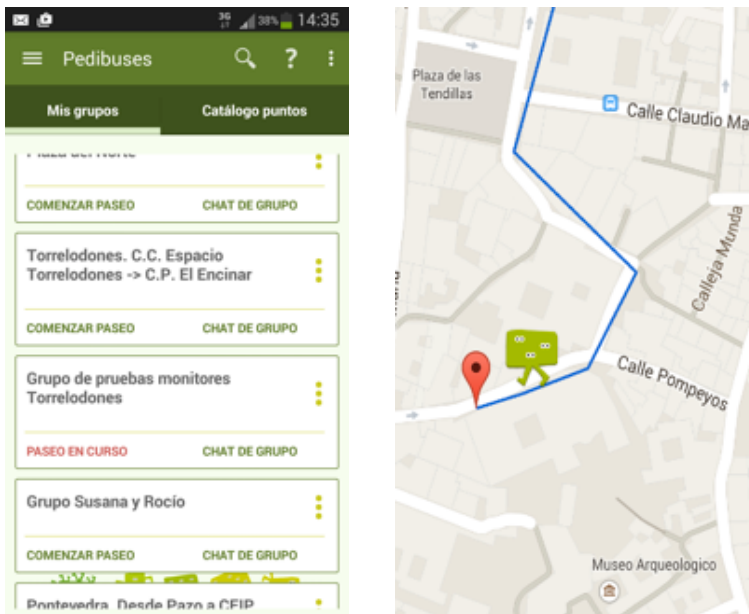 3G 38% 14:35
Pedibuses ?
Mis grupos Catálogo puntos
Plaza del Norte
COMENZAR PASEO CHAT DE GRUPO
Torrelodones. C.C. Espacio
Torrelodones -> C.P. El Encinar
COMENZAR PASEO CHAT DE GRUPO
Grupo de pruebas monitores
Torrelodones
PASEO EN CURSO CHAT DE GRUPO
Grupo Susana y Rocío
COMENZAR PASEO CHAT DE GRUPO
Pontevedra. Desde Pazo a CEIP
Plaza de las
Tendillas
Calle Claudio Ma
Calleja Munda
Calle Pompeyos
Museo Arqueologico